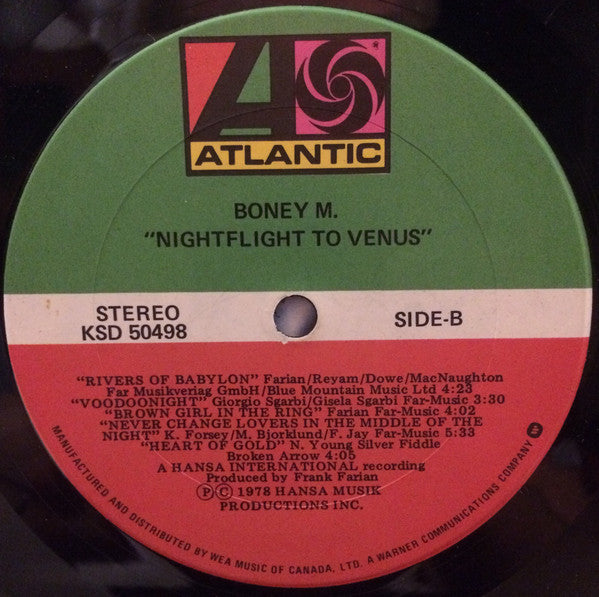 ATLANTIC
BONEY M.
"NIGHTFLIGHT TO VENUS"
STEREO
KSD 50498
SIDE-B
"RIVERS OF BABYLON" Farian/Reyam/Dowe/MacNaughton
Far Musikverlag GmbH/Blue Mountain Music Ltd 4:23
"VOODOONIGHT" Giorgio Sgarbi/Gisela Sgarbi Far-Music 3:30
"BROWN GIRL IN THE RING" Farian Far-Music 4:02
"NEVER CHANGE LOVERS IN THE MIDDLE OF THE
NIGHT" K. Forsey/M. Bjorklund/F. Jay Far-Music 5:33
"HEART OF GOLD" N. Young Silver Fiddle
Broken Arrow 4:05
A HANSA INTERNATIONAL recording
Produced by Frank Farian
Ⓟ © 1978 HANSA MUSIK
PRODUCTIONS INC.
MANUFACTURED AND DISTRIBUTED BY WEA MUSIC OF CANADA, LTD. A WARNER COMMUNICATIONS COMPANY